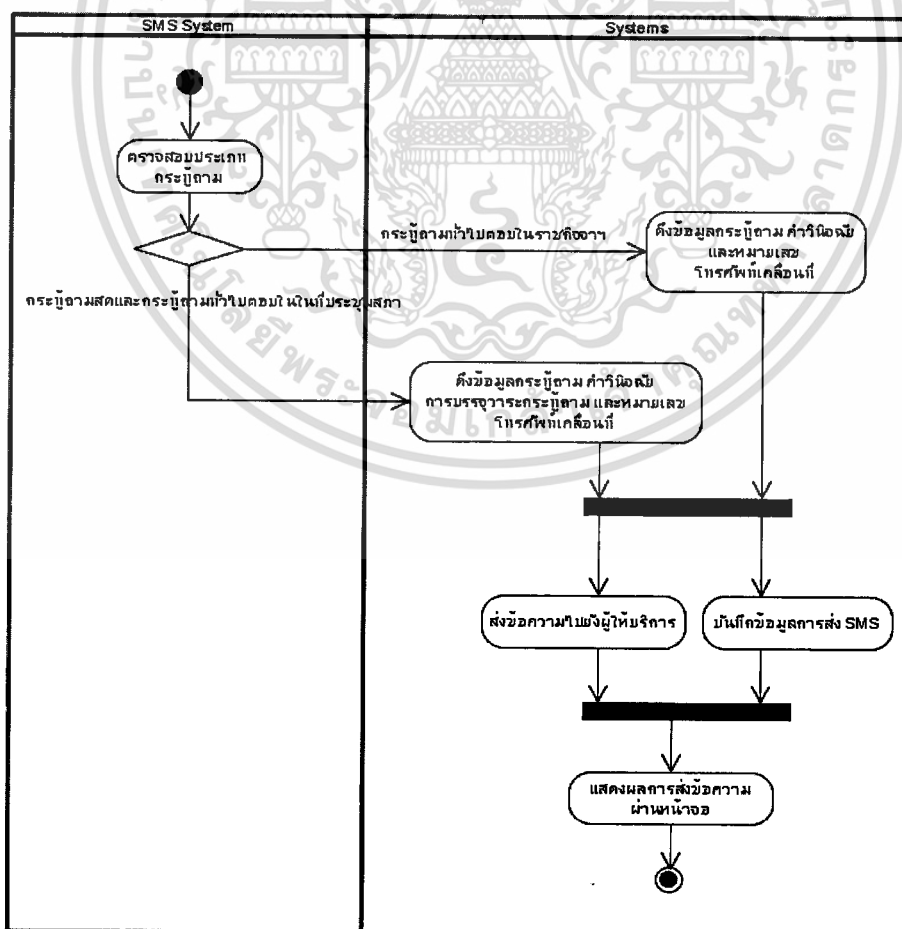 SMS System
Systems
ตรวจสอบประเภท
กระทู้ถาม
กระทู้ถามทั่วไปตอบในราชกิจจาฯ
ดึงข้อมูลกระทู้ถาม คำวินิจฉัย
และหมายเลข
โทรศัพท์เคลื่อนที่
กระทู้ถามสดและกระทู้ถามทั่วไปตอบในในที่ประชุมสภา
ดึงข้อมูลกระทู้ถาม คำวินิจฉัย
การบรรจุวาระกระทู้ถาม และหมายเลข
โทรศัพท์เคลื่อนที่
ส่งข้อความไปยังผู้ให้บริการ
บันทึกข้อมูลการส่ง SMS
แสดงผลการส่งข้อความ
ผ่านหน้าจอ